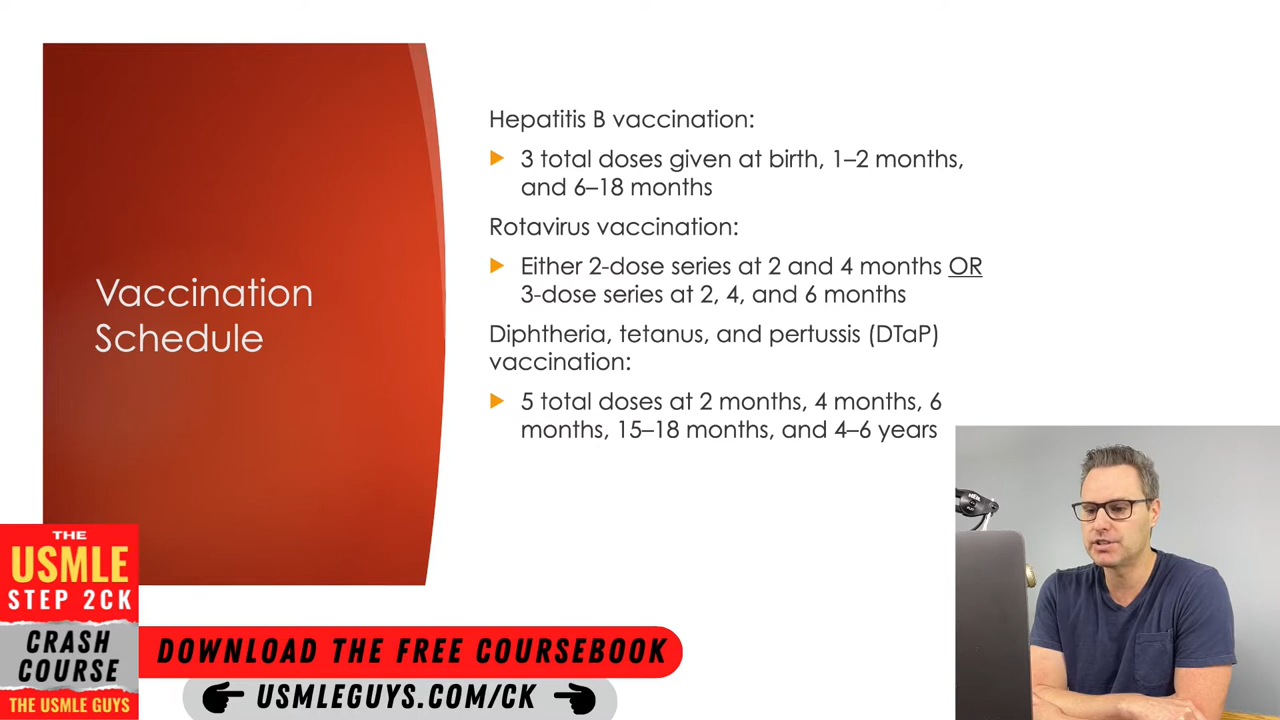 Vaccination
Schedule
Hepatitis B vaccination:
3 total doses given at birth, 1–2 months,
and 6–18 months
Rotavirus vaccination:
Either 2-dose series at 2 and 4 months OR
3-dose series at 2, 4, and 6 months
Diphtheria, tetanus, and pertussis (DTaP)
vaccination:
5 total doses at 2 months, 4 months, 6
months, 15–18 months, and 4–6 years
THE
USMLE
STEP 2CK
CRASH
COURSE
THE USMLE GUYS
DOWNLOAD THE FREE COURSEBOOK
USMLEGUYS.COM/CK